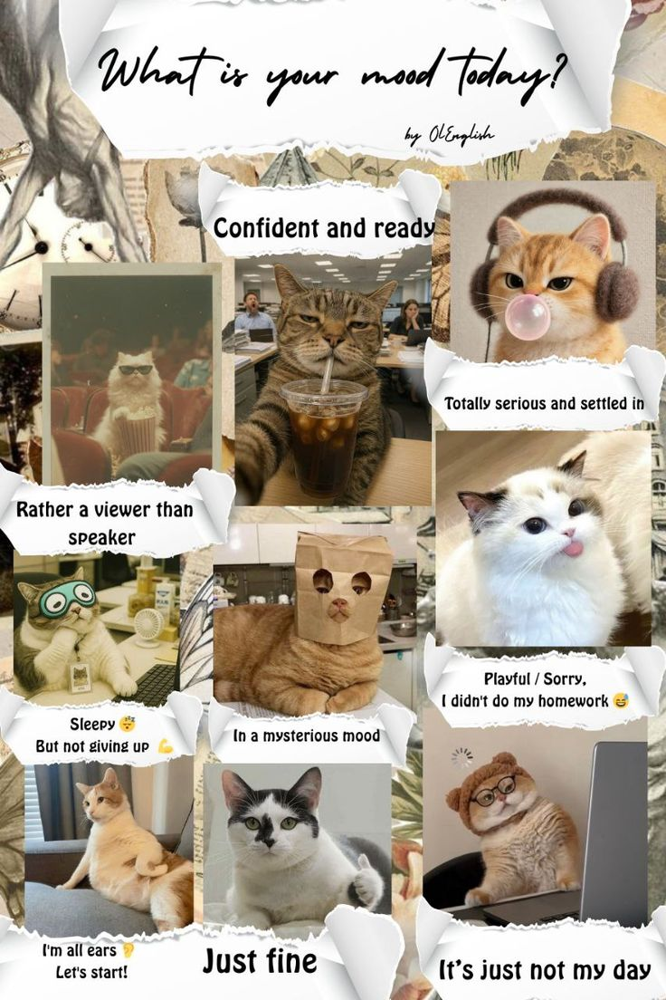 What is your mood today?
by OlEnglish
Confident and ready
Totally serious and settled in
Rather a viewer than
speaker
Playful / Sorry,
I didn't do my homework 😅
Sleepy 😴
But not giving up 💪
In a mysterious mood
I'm all ears 👂
Let's start!
Just fine
It's just not my day